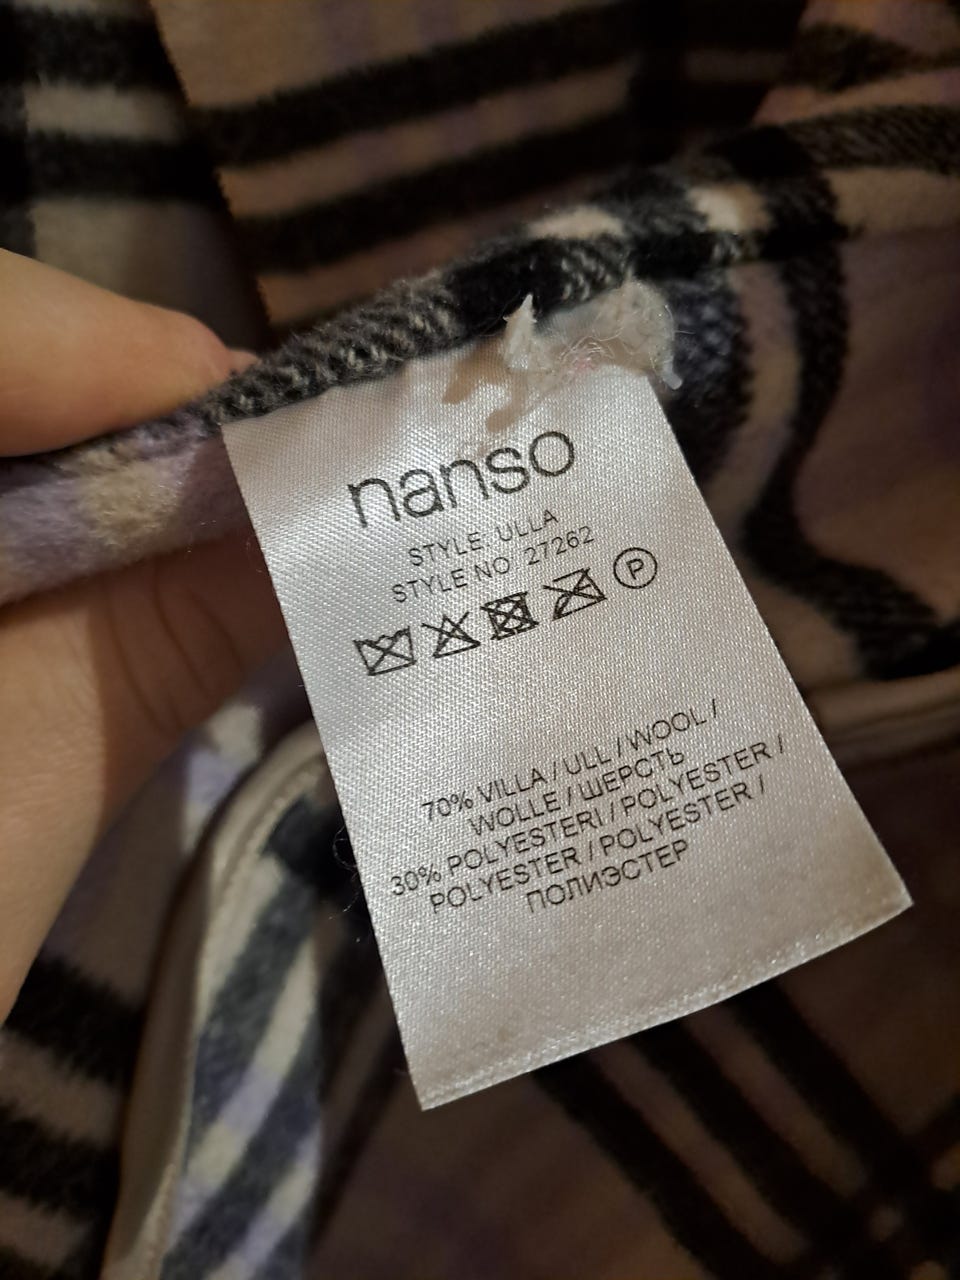 nanso
STYLE ULLA
STYLE NO 27262
P
70% VILLA / ULL / WOOL /
WOLLE / ШЕРСТЬ
30% POLYESTERI / POLYESTER /
POLYESTER / POLYESTER /
ПОЛИЭСТЕР